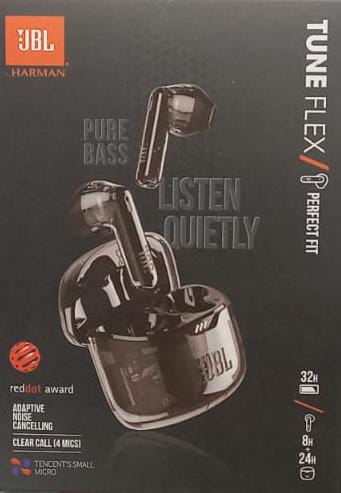 JBL
HARMAN
TUNE FLEX
PERFECT FIT
PURE
BASS
LISTEN
QUIETLY
JBL
reddot award
ADAPTIVE
NOISE
CANCELLING
CLEAR CALL (4 MICS)
TENCENT'S SMALL
MICRO
32H
8H
+
24H